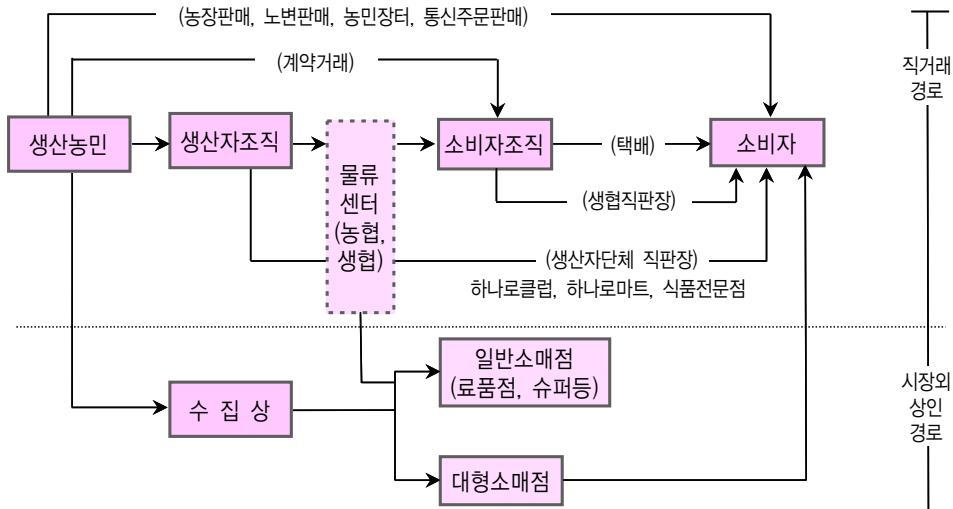 (농장판매, 노변판매, 농민장터, 통신주문판매)
(계약거래)
직거래
경로
생산농민
생산자조직
물류
센터
(농협,
생협)
소비자조직
(택배)
소비자
(생협직판장)
(생산자단체 직판장)
하나로클럽, 하나로마트, 식품전문점
일반소매점
(료품점, 슈퍼등)
수 집 상
대형소매점
시장외
상인
경로